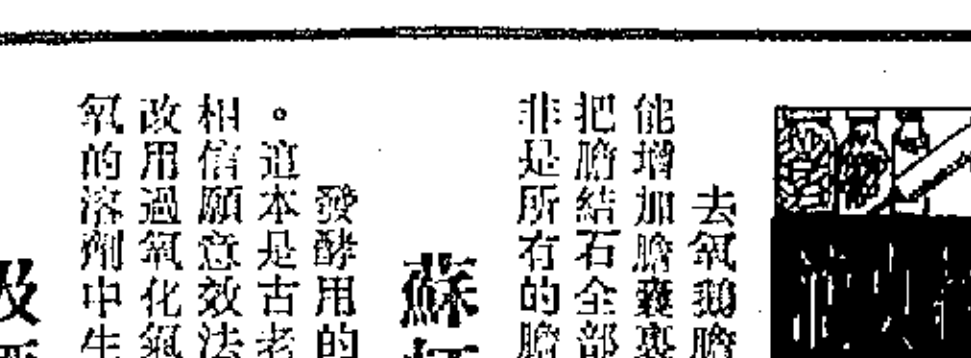 去氧鵝膽
能增加膽囊裏
把膽結石全部
非是所有的膽
蘇
發酵用的
。這本是古老
相信願意效法
改用過氧化氫
氧的溶劑中生